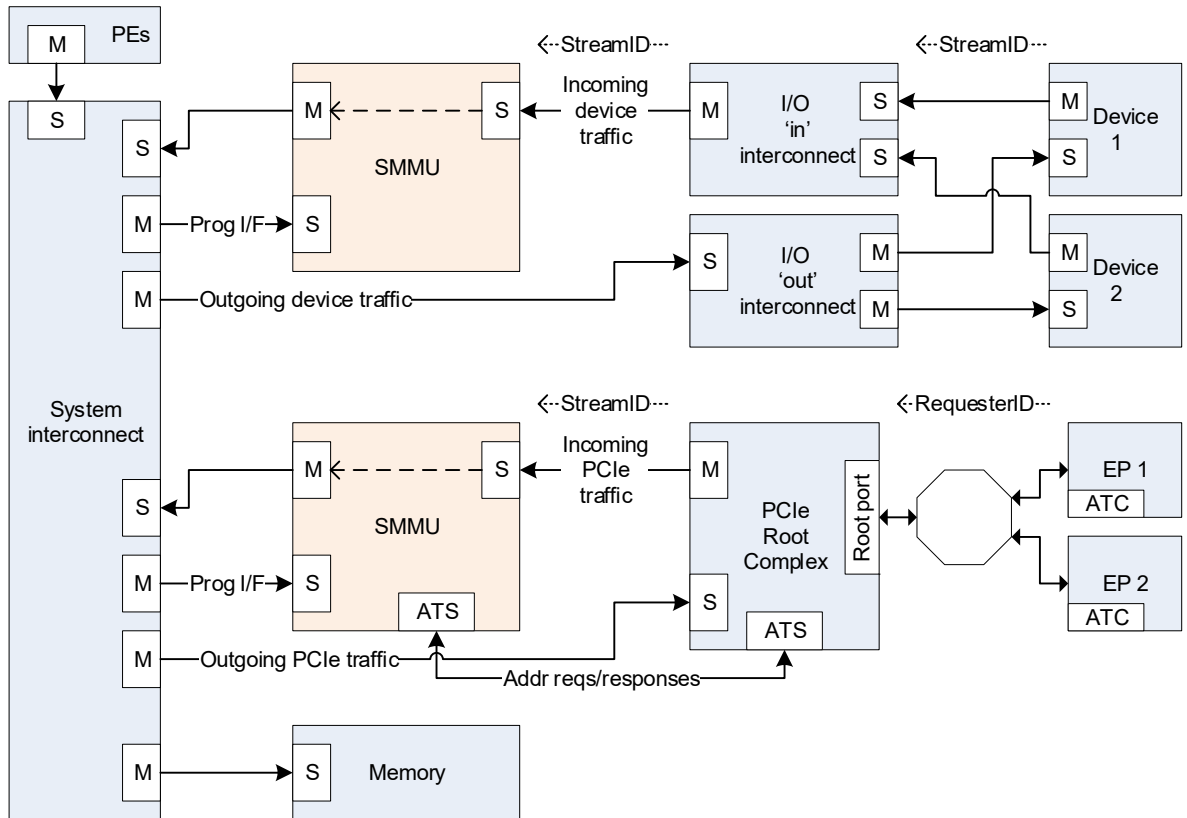 PEs
M
S
←StreamID
←StreamID
M
S
Incoming
device
traffic
M
I/O
‘in’
interconnect
S
S
M
S
Device
1
S
SMMU
M
Prog I/F
S
M
Outgoing device traffic
S
I/O
‘out’
interconnect
M
M
M
S
Device
2
System
interconnect
←StreamID
←RequesterID
M
S
Incoming
PCIe
traffic
M
PCIe
Root
Complex
Root port
EP 1
ATC
S
SMMU
M
Prog I/F
S
ATS
S
ATS
EP 2
ATC
M
Outgoing PCIe traffic
Addr reqs/responses
M
S
Memory